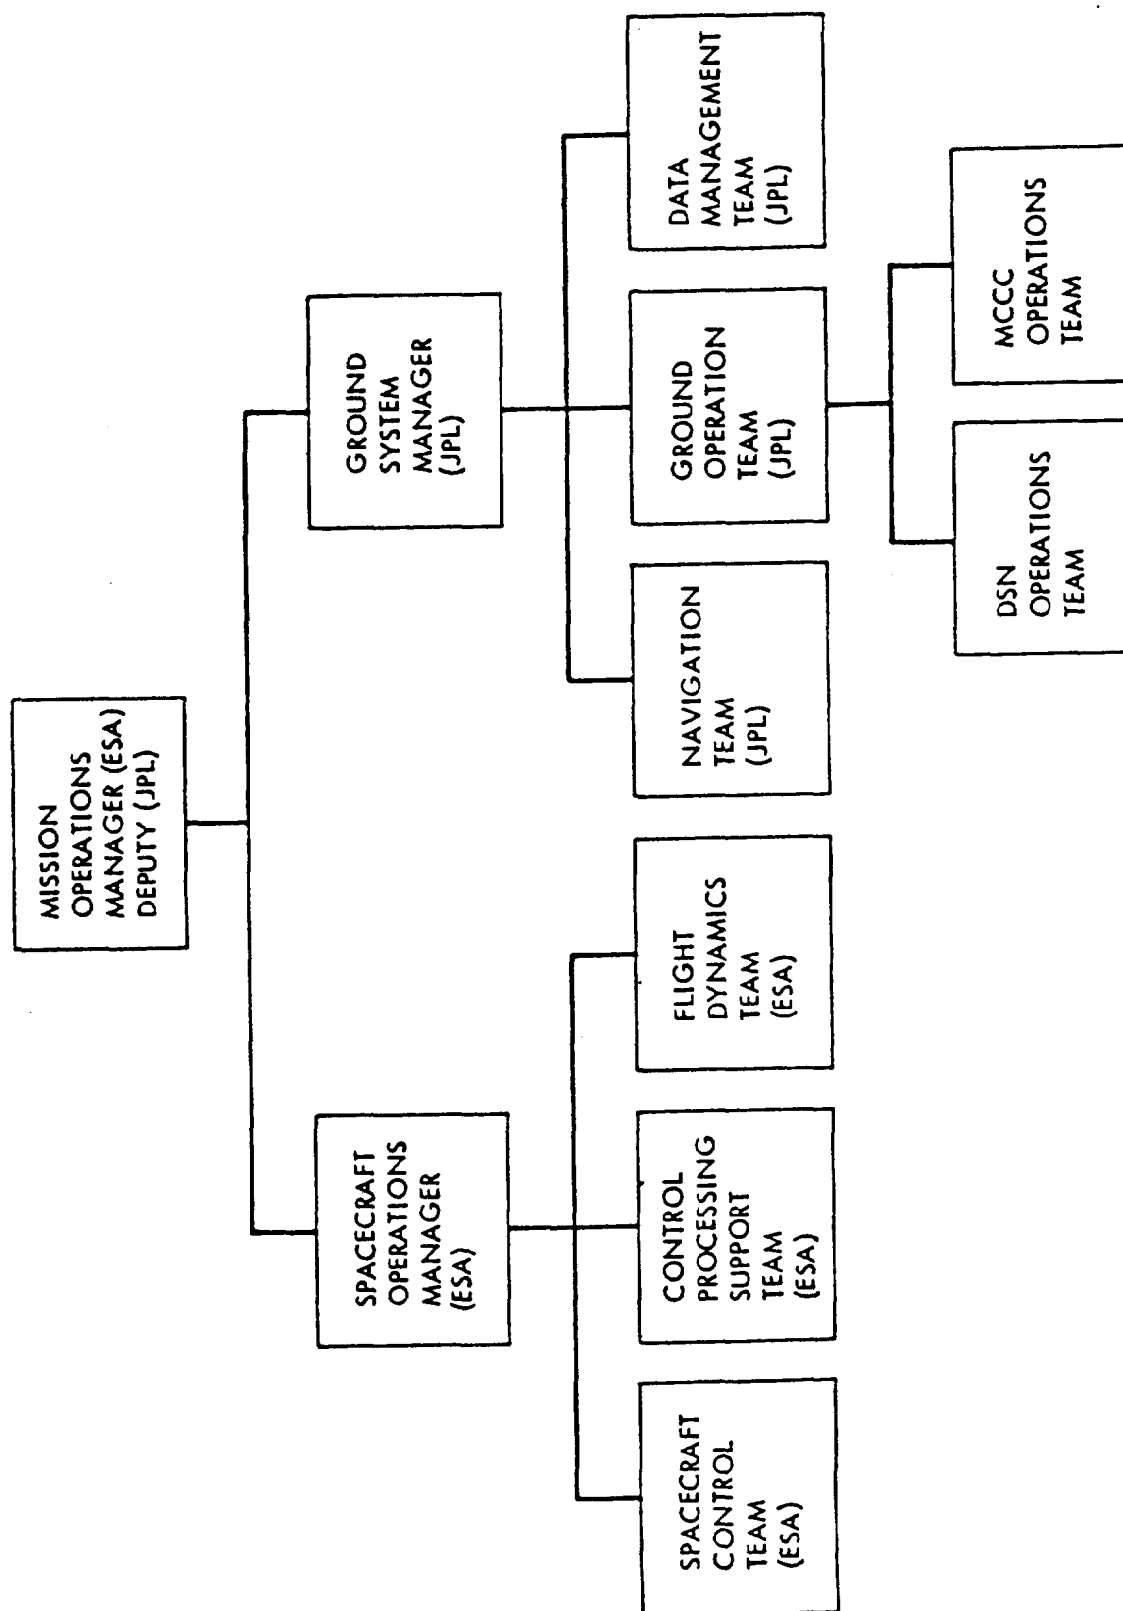 MISSION
OPERATIONS
MANAGER (ESA)
DEPUTY (JPL)
SPACECRAFT
OPERATIONS
MANAGER
(ESA)
GROUND
SYSTEM
MANAGER
(JPL)
SPACECRAFT
CONTROL
TEAM
(ESA)
CONTROL
PROCESSING
SUPPORT
TEAM
(ESA)
FLIGHT
DYNAMICS
TEAM
(ESA)
NAVIGATION
TEAM
(JPL)
GROUND
OPERATION
TEAM
(JPL)
DATA
MANAGEMENT
TEAM
(JPL)
DSN
OPERATIONS
TEAM
MCCC
OPERATIONS
TEAM